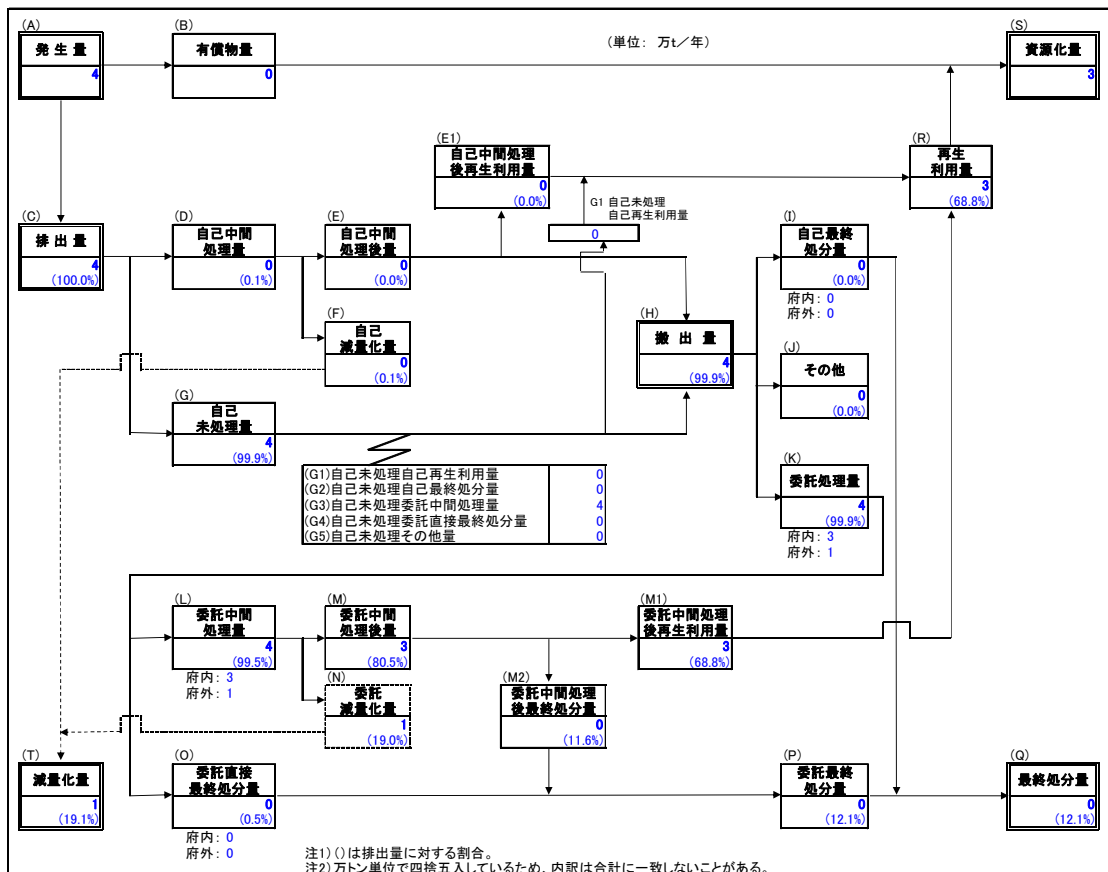 (A)
発生量
4
(B)
有償物量
0
(単位: 万t/年)
(S)
資源化量
3
(E1)
自己中間処理
後再生利用量
0
(0.0%)
G1 自己未処理
自己再生利用量
0
(R)
再生
利用量
3
(68.8%)
(C)
排出量
4
(100.0%)
(D)
自己中間
処理量
0
(0.1%)
(E)
自己中間
処理後量
0
(0.0%)
(I)
自己最終
処分量
0
(0.0%)
府内: 0
府外: 0
(F)
自己
減量化量
0
(0.1%)
(H)
搬出量
4
(99.9%)
(J)
その他
0
(0.0%)
(G)
自己
未処理量
4
(99.9%)
(G1)自己未処理自己再生利用量 0
(G2)自己未処理自己最終処分量 0
(G3)自己未処理委託中間処理量 4
(G4)自己未処理委託直接最終処分量 0
(G5)自己未処理その他量 0
(K)
委託処理量
4
(99.9%)
府内: 3
府外: 1
(L)
委託中間
処理量
4
(99.5%)
府内: 3
府外: 1
(M)
委託中間
処理後量
3
(80.5%)
(M1)
委託中間処理
後再生利用量
3
(68.8%)
(N)
委託
減量化量
1
(19.0%)
(M2)
委託中間処理
後最終処分量
0
(11.6%)
(T)
減量化量
1
(19.1%)
(O)
委託直接
最終処分量
0
(0.5%)
府内: 0
府外: 0
(P)
委託最終
処分量
0
(12.1%)
(Q)
最終処分量
0
(12.1%)
注1)()は排出量に対する割合。
注2)万トン単位で四捨五入しているため、内訳は合計に一致しないことがある。